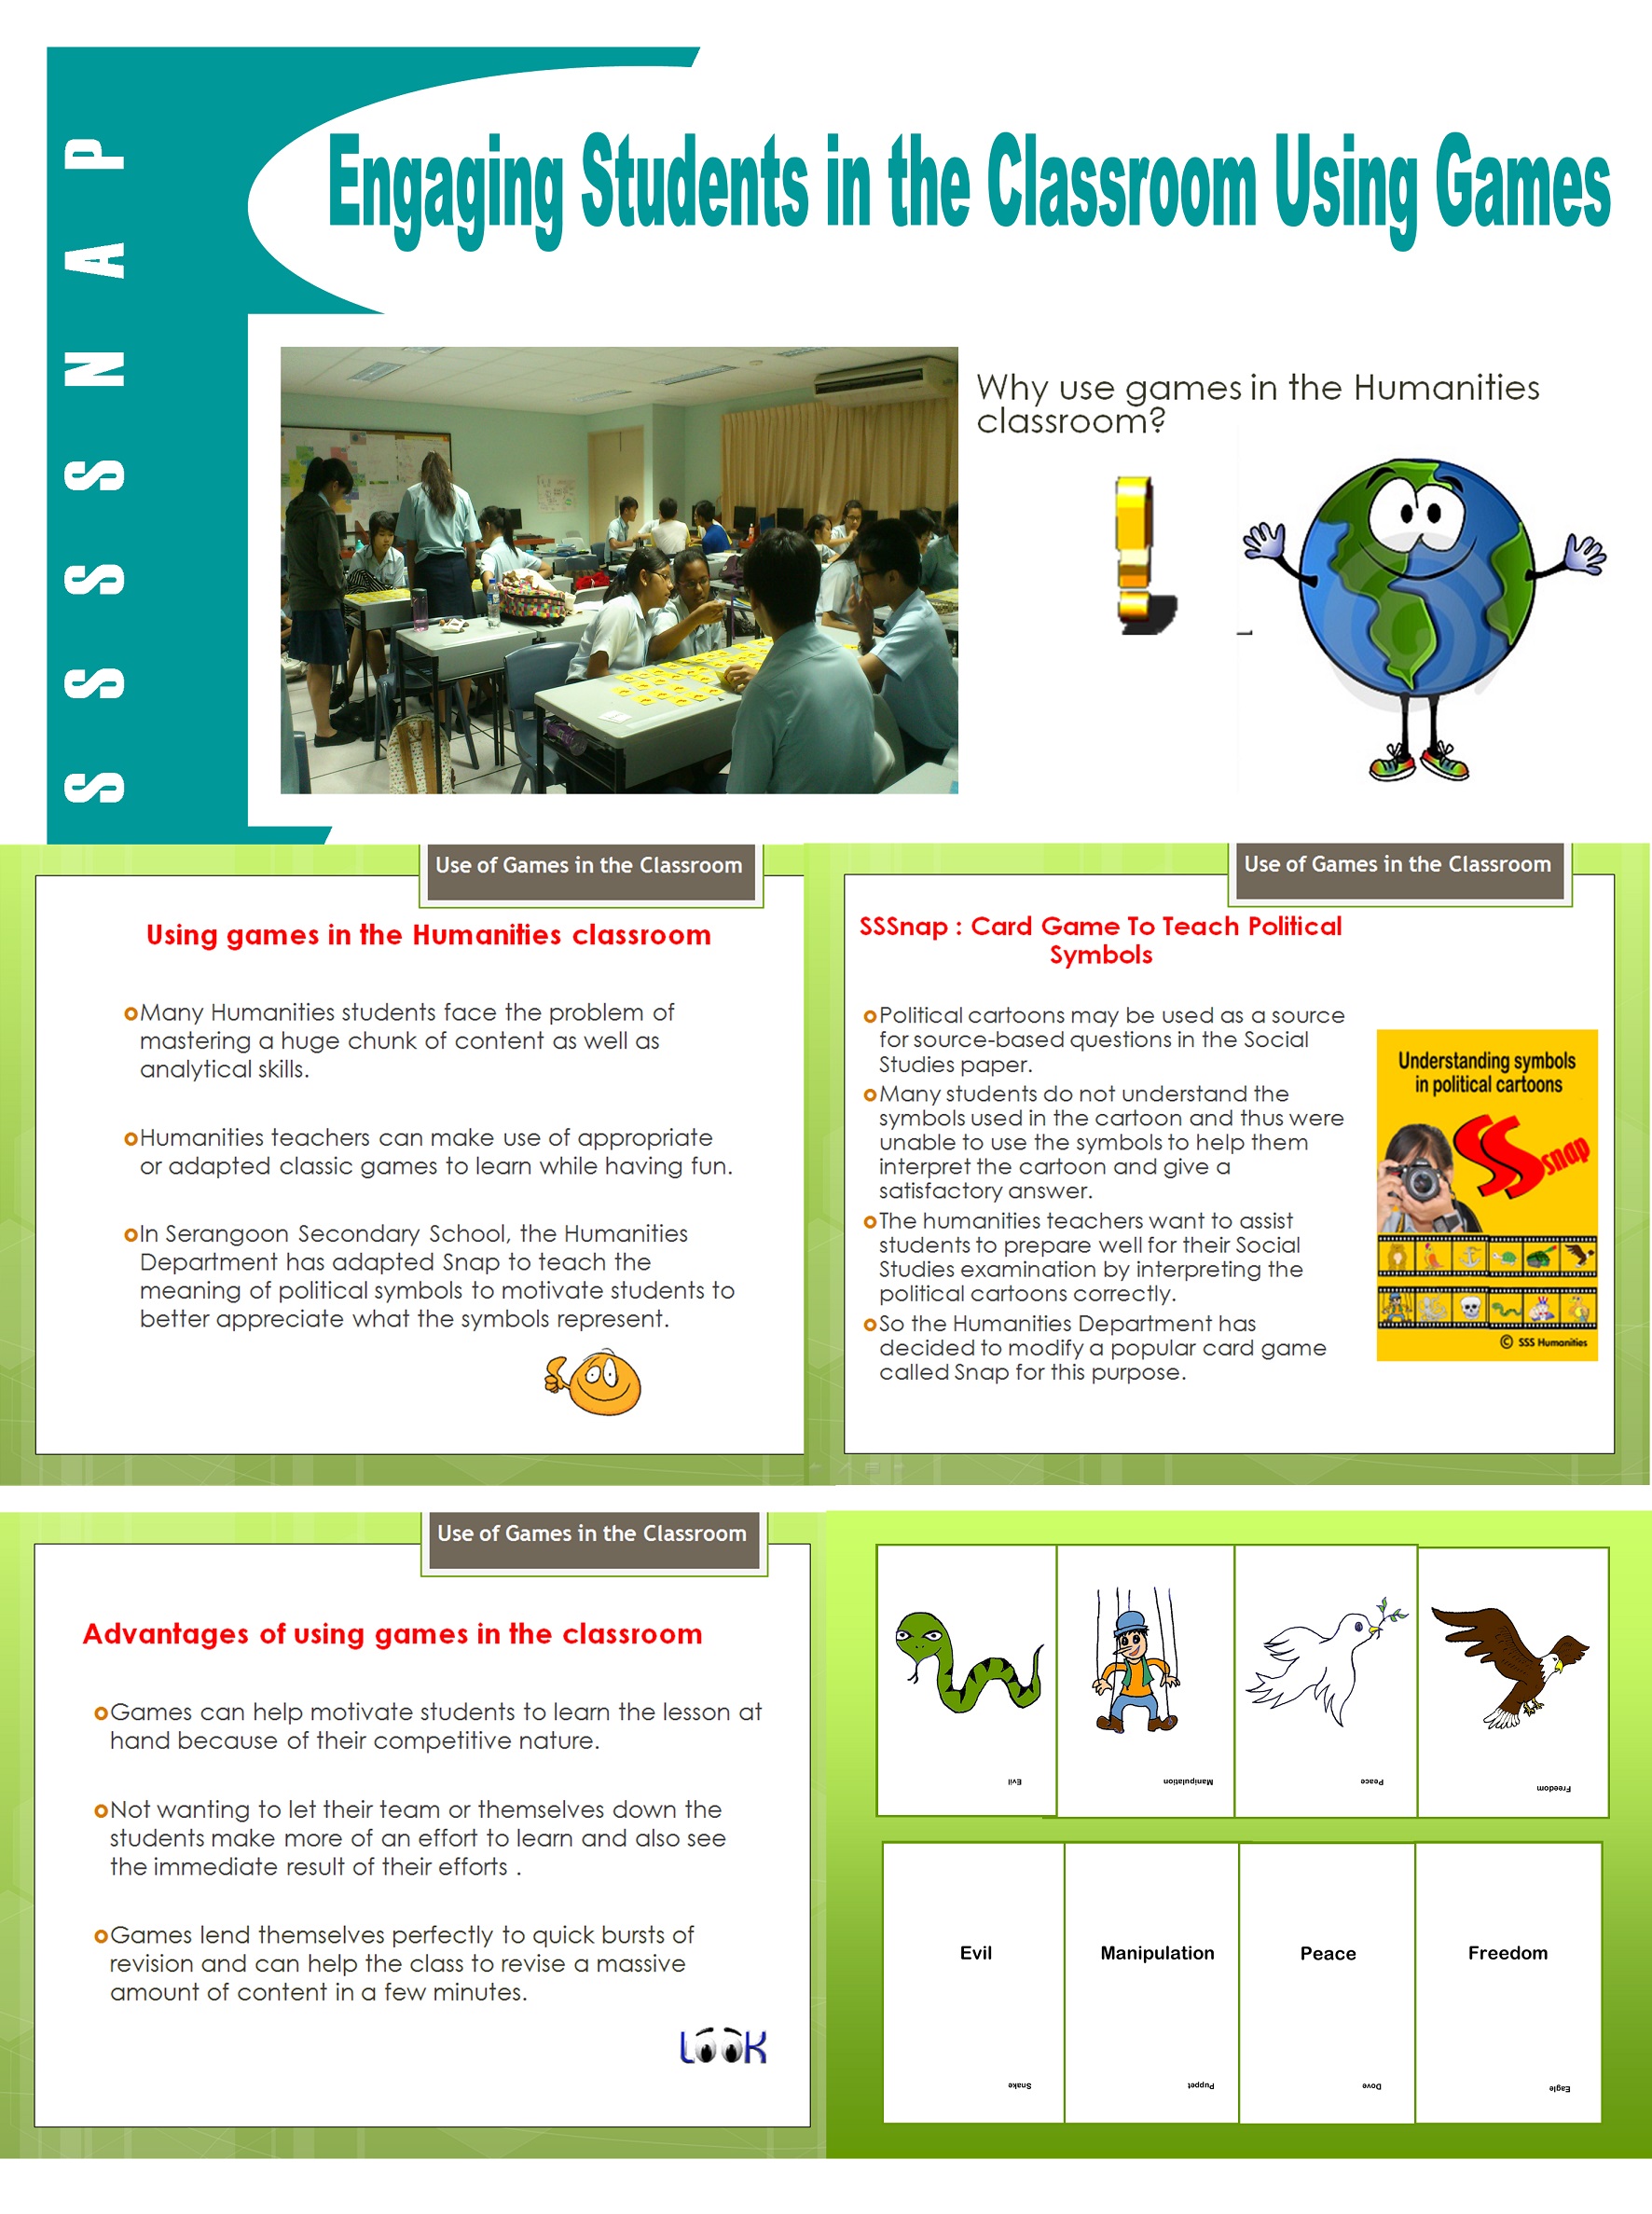 SSSSNAP
Engaging Students in the Classroom Using Games
Why use games in the Humanities
classroom?
!
Use of Games in the Classroom
Using games in the Humanities classroom
Many Humanities students face the problem of
mastering a huge chunk of content as well as
analytical skills.
Humanities teachers can make use of appropriate
or adapted classic games to learn while having fun.
In Serangoon Secondary School, the Humanities
Department has adapted Snap to teach the
meaning of political symbols to motivate students to
better appreciate what the symbols represent.
Use of Games in the Classroom
SSSnap : Card Game To Teach Political
Symbols
Political cartoons may be used as a source
for source-based questions in the Social
Studies paper.
Many students do not understand the
symbols used in the cartoon and thus were
unable to use the symbols to help them
interpret the cartoon and give a
satisfactory answer.
The humanities teachers want to assist
students to prepare well for their Social
Studies examination by interpreting the
political cartoons correctly.
So the Humanities Department has
decided to modify a popular card game
called Snap for this purpose.
Understanding symbols
in political cartoons
SSsnap
© SSS Humanities
Use of Games in the Classroom
Advantages of using games in the classroom
Games can help motivate students to learn the lesson at
hand because of their competitive nature.
Not wanting to let their team or themselves down the
students make more of an effort to learn and also see
the immediate result of their efforts .
Games lend themselves perfectly to quick bursts of
revision and can help the class to revise a massive
amount of content in a few minutes.
LOOK
Evil
Manipulation
Peace
Freedom
Evil
Manipulation
Peace
Freedom
Snake
Puppet
Dove
Eagle